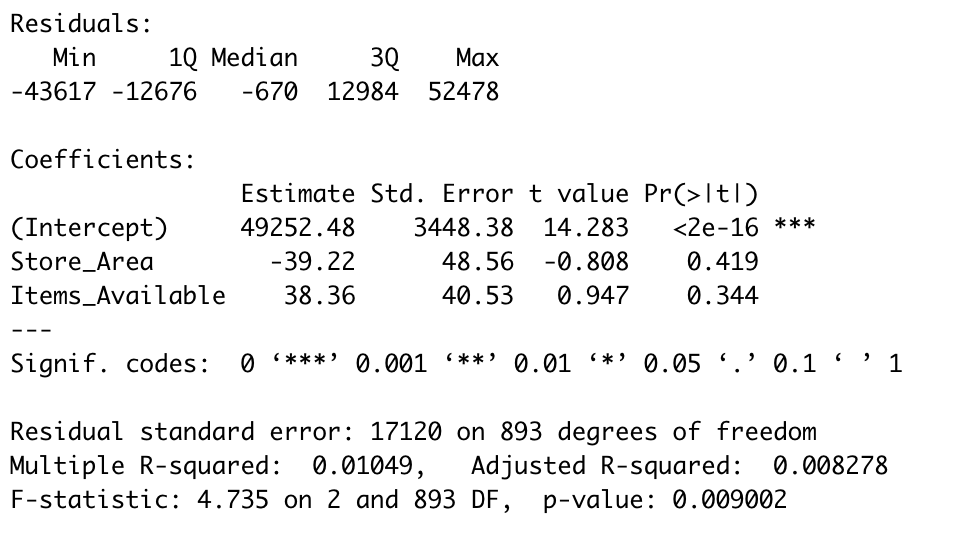 Residuals:
   Min     1Q Median     3Q    Max
-43617 -12676   -670  12984  52478

Coefficients:
                Estimate Std. Error t value Pr(>|t|)
(Intercept)     49252.48    3448.38  14.283   <2e-16 ***
Store_Area        -39.22      48.56  -0.808    0.419
Items_Available    38.36      40.53   0.947    0.344
---
Signif. codes:  0 ‘***’ 0.001 ‘**’ 0.01 ‘*’ 0.05 ‘.’ 0.1 ‘ ’ 1

Residual standard error: 17120 on 893 degrees of freedom
Multiple R-squared:  0.01049,   Adjusted R-squared:  0.008278
F-statistic: 4.735 on 2 and 893 DF,  p-value: 0.009002